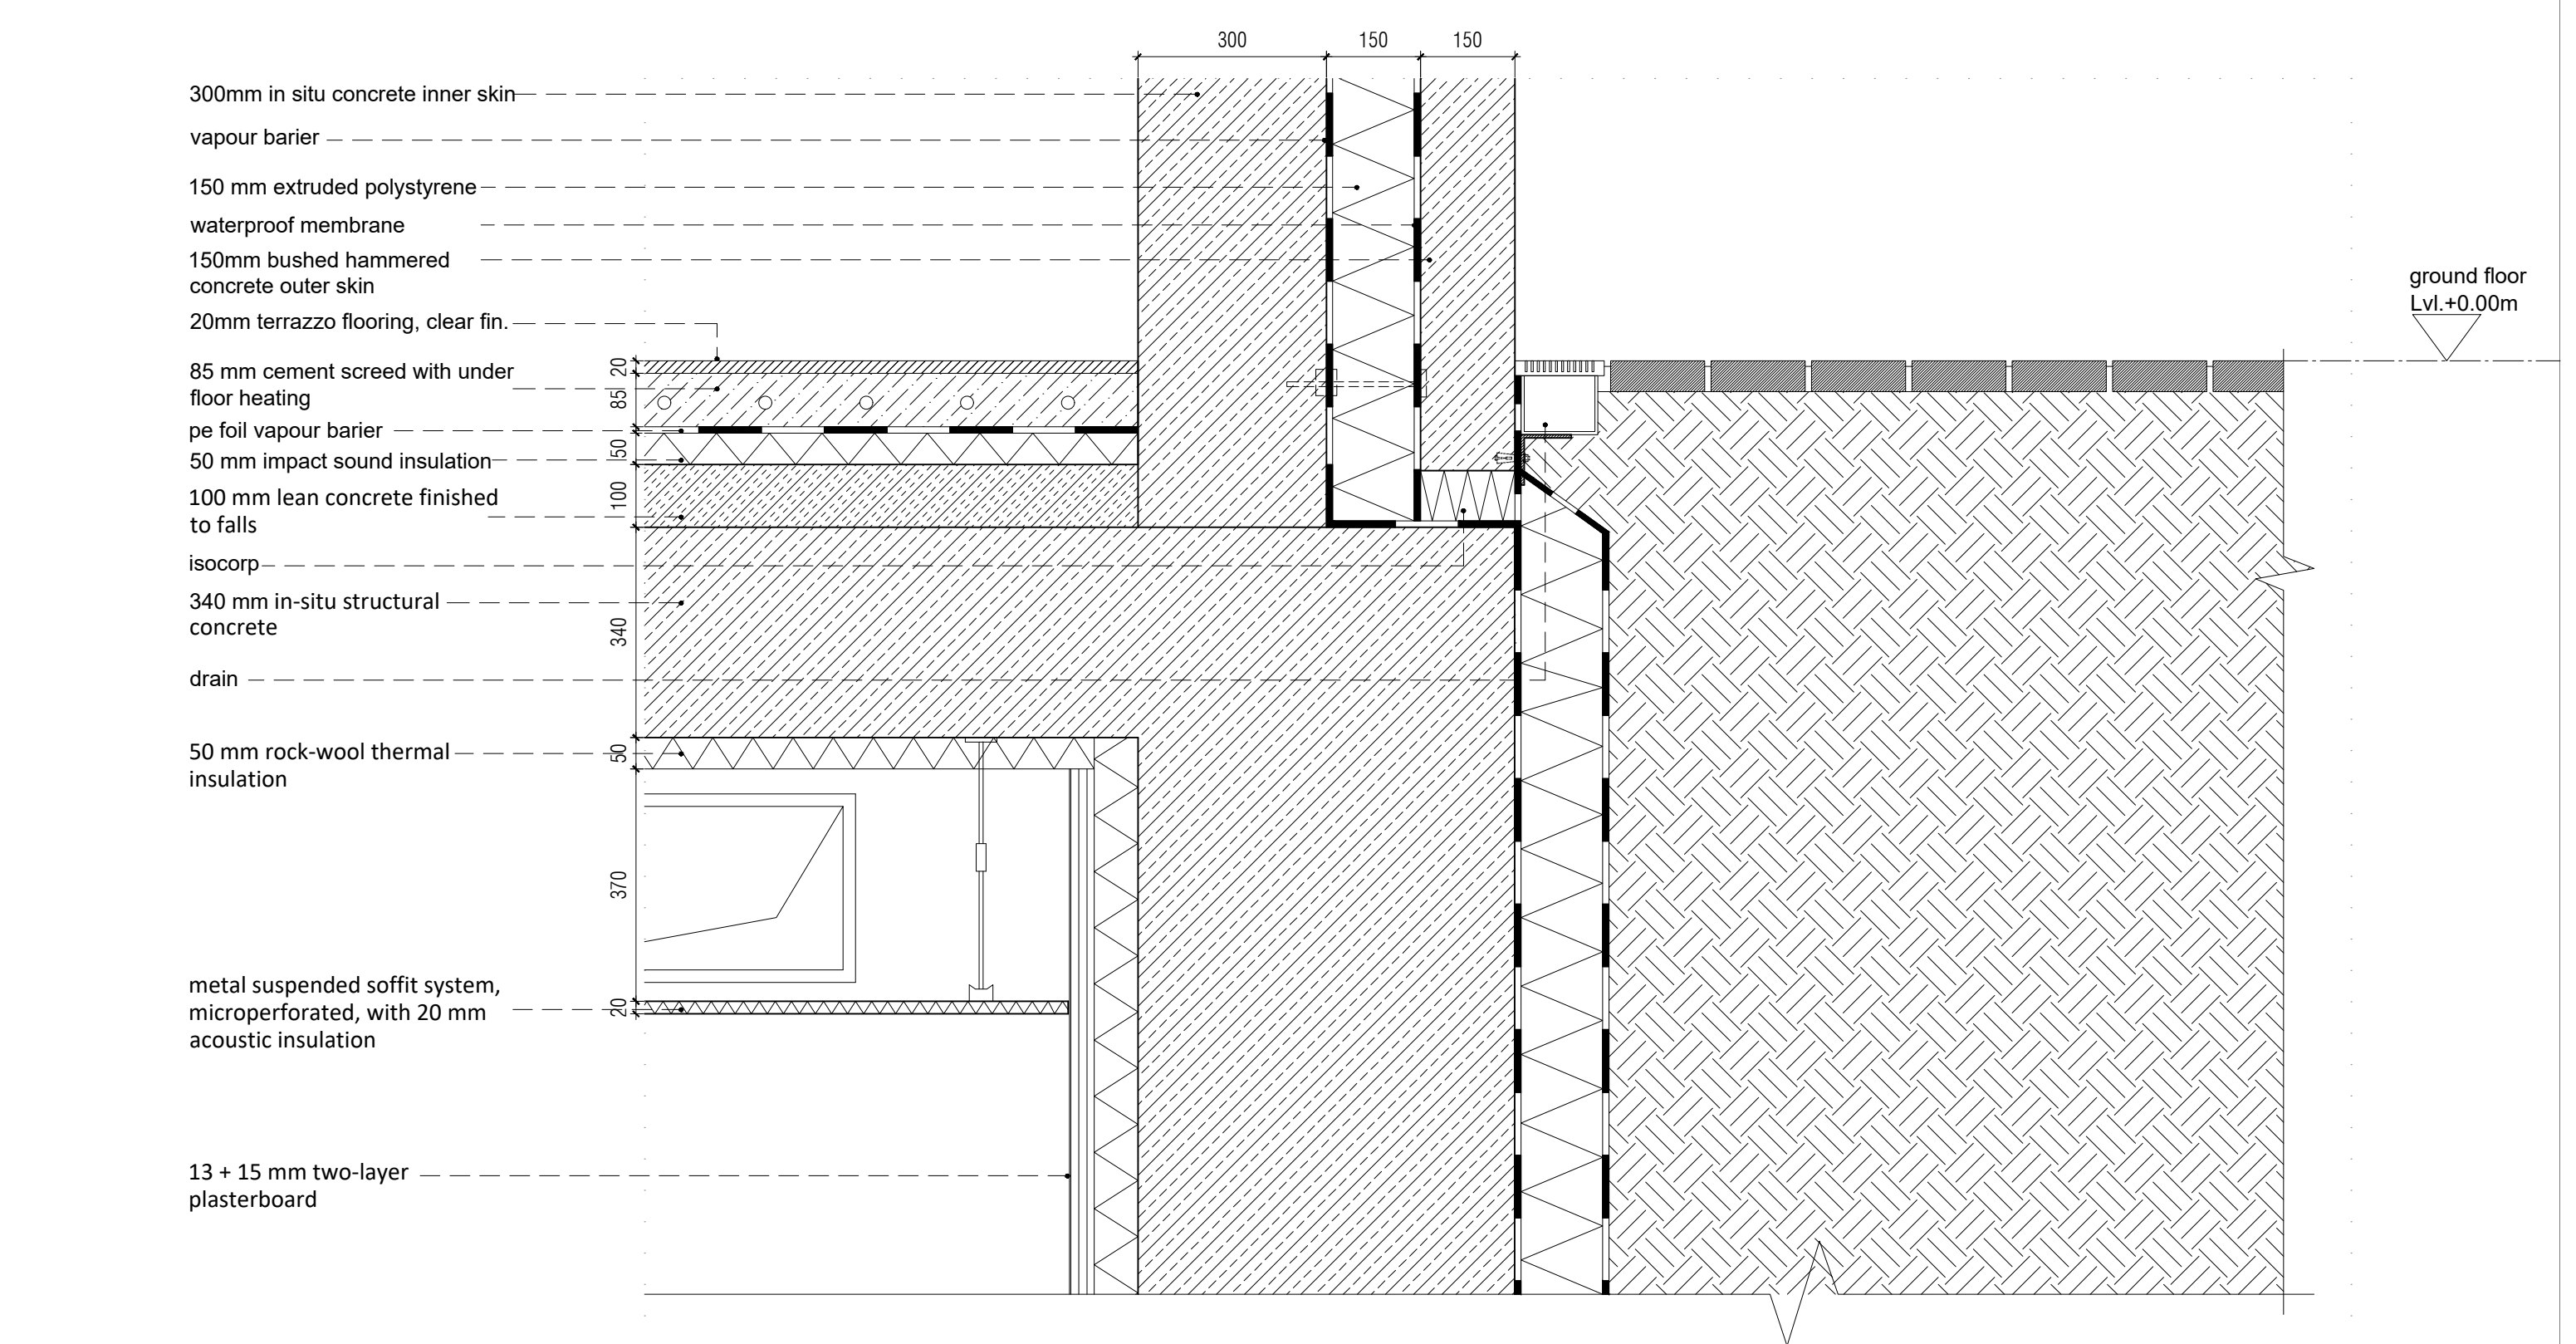 300
150
150
300mm in situ concrete inner skin
vapour barier
150 mm extruded polystyrene
waterproof membrane
150mm bushed hammered
concrete outer skin
ground floor
Lvl.+0.00m
20mm terrazzo flooring, clear fin.
20
85 mm cement screed with under
floor heating
85
pe foil vapour barier
50 mm impact sound insulation
50
100 mm lean concrete finished
to falls
100
isocorp
340 mm in-situ structural
concrete
340
drain
50 mm rock-wool thermal
insulation
50
370
metal suspended soffit system,
microperforated, with 20 mm
acoustic insulation
20
13 + 15 mm two-layer
plasterboard